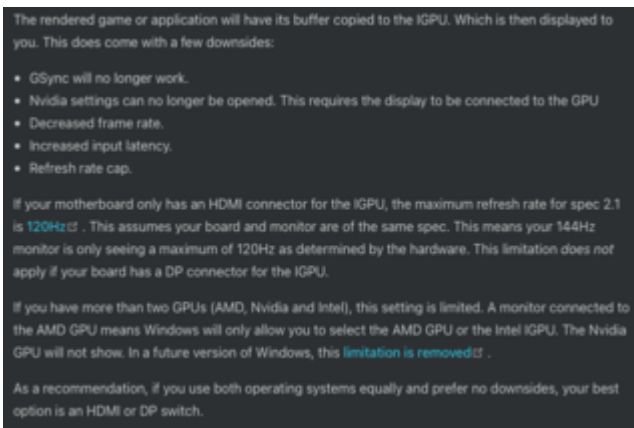 The rendered game or application will have its buffer copied to the IGPU. Which is then displayed to
you. This does come with a few downsides:
• GSync will no longer work.
• Nvidia settings can no longer be opened. This requires the display to be connected to the GPU
• Decreased frame rate.
• Increased input latency.
• Refresh rate cap.
If your motherboard only has an HDMI connector for the IGPU, the maximum refresh rate for spec 2.1
is 120Hz . This assumes your board and monitor are of the same spec. This means your 144Hz
monitor is only seeing a maximum of 120Hz as determined by the hardware. This limitation does not
apply if your board has a DP connector for the IGPU.
If you have more than two GPUs (AMD, Nvidia and Intel), this setting is limited. A monitor connected to
the AMD GPU means Windows will only allow you to select the AMD GPU or the Intel IGPU. The Nvidia
GPU will not show. In a future version of Windows, this limitation is removed .
As a recommendation, if you use both operating systems equally and prefer no downsides, your best
option is an HDMI or DP switch.